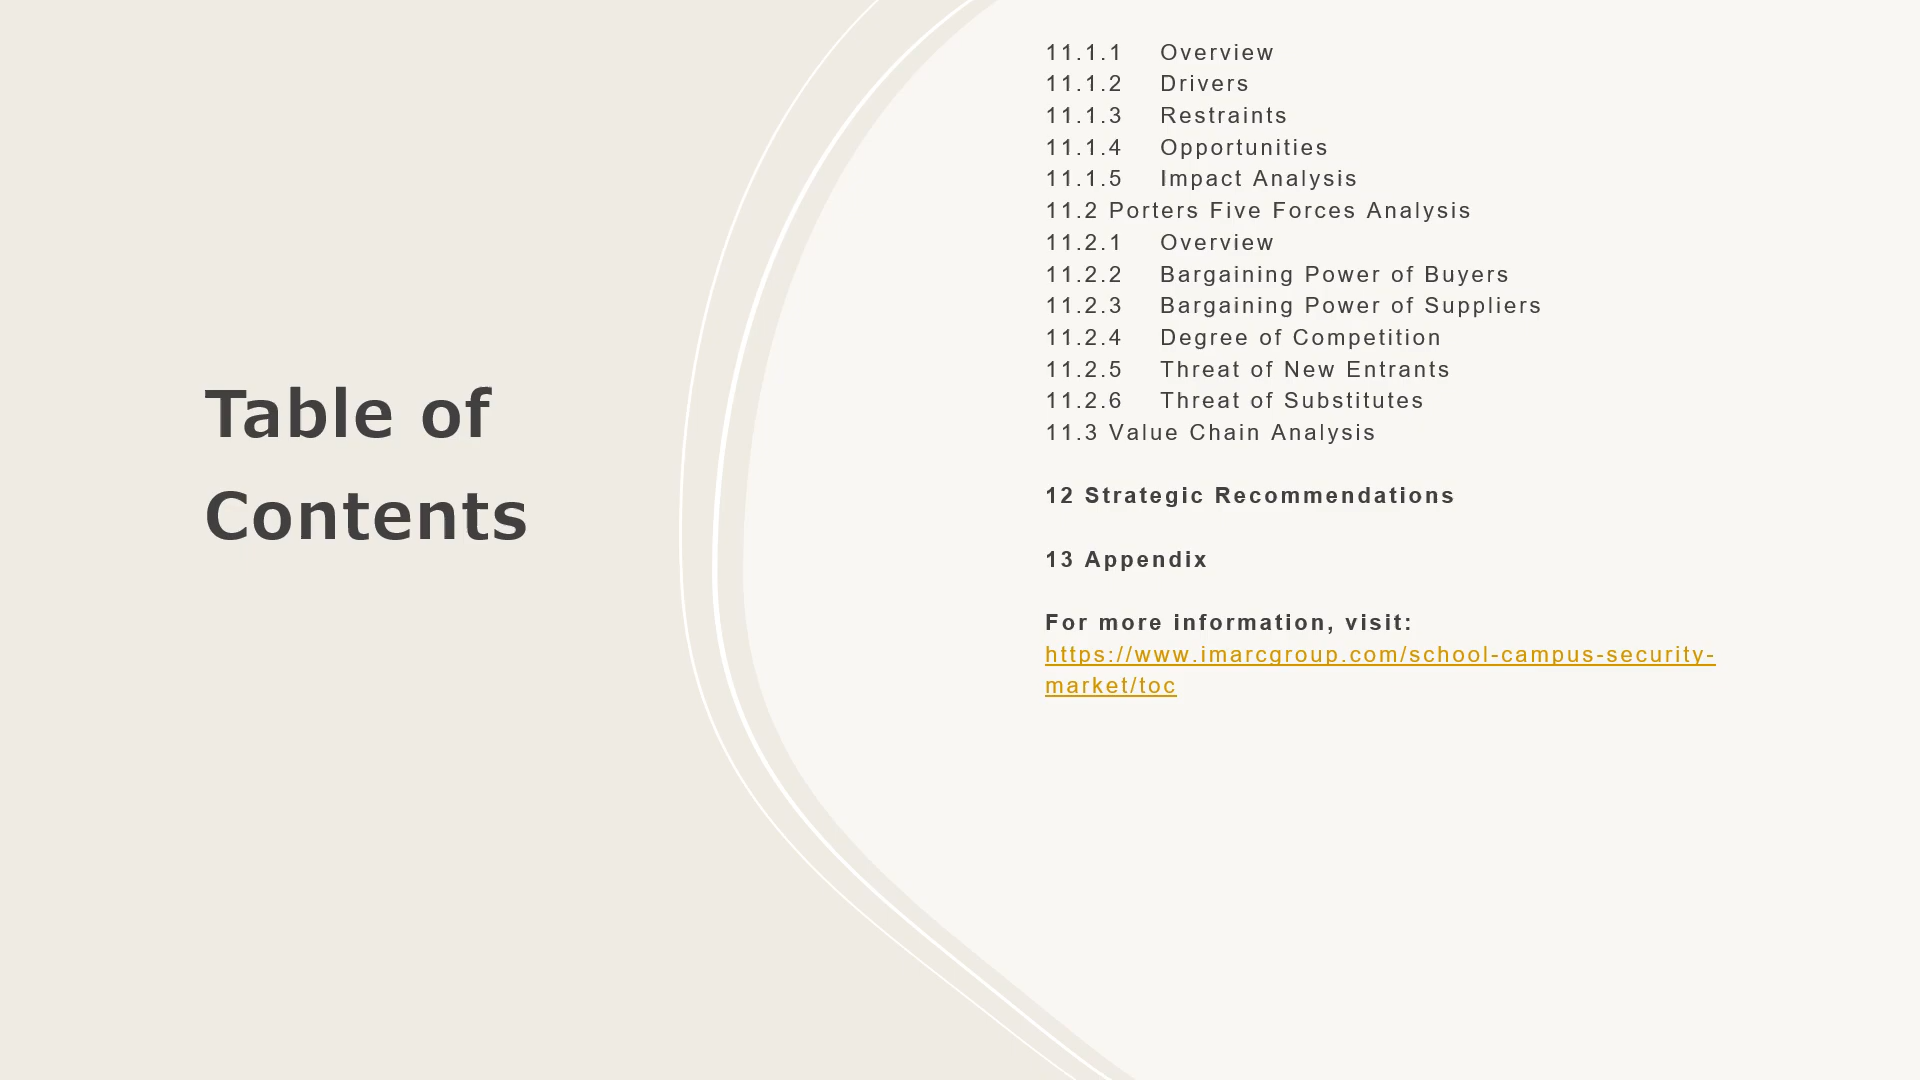 Table of
Contents
11.1.1 Overview
11.1.2 Drivers
11.1.3 Restraints
11.1.4 Opportunities
11.1.5 Impact Analysis
11.2 Porters Five Forces Analysis
11.2.1 Overview
11.2.2 Bargaining Power of Buyers
11.2.3 Bargaining Power of Suppliers
11.2.4 Degree of Competition
11.2.5 Threat of New Entrants
11.2.6 Threat of Substitutes
11.3 Value Chain Analysis
12 Strategic Recommendations
13 Appendix
For more information, visit:
https://www.imarcgroup.com/school-campus-security-
market/toc